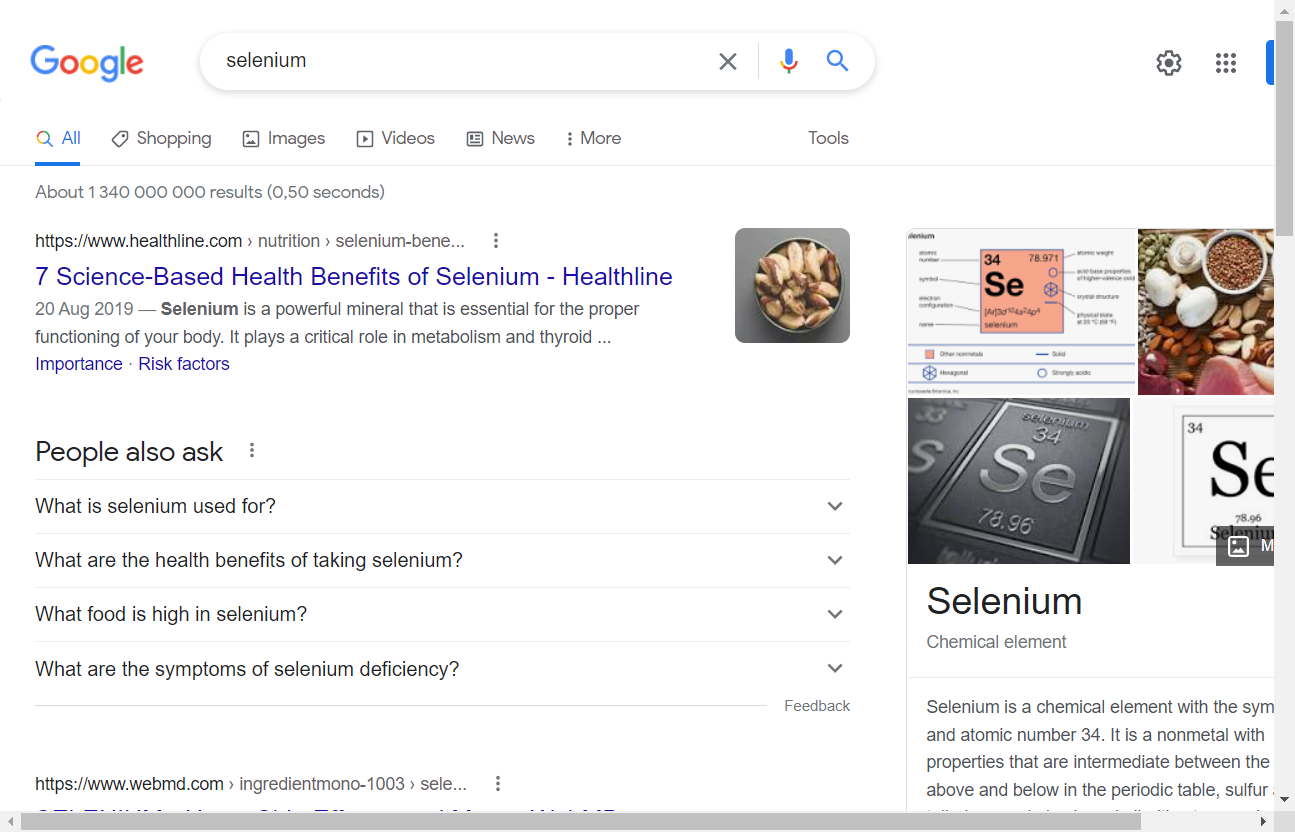 Google
selenium
All
Shopping
Images
Videos
News
More
Tools
About 1 340 000 000 results (0,50 seconds)
https://www.healthline.com › nutrition › selenium-bene...
7 Science-Based Health Benefits of Selenium - Healthline
20 Aug 2019 — Selenium is a powerful mineral that is essential for the proper
functioning of your body. It plays a critical role in metabolism and thyroid ...
Importance · Risk factors
People also ask
What is selenium used for?
What are the health benefits of taking selenium?
What food is high in selenium?
What are the symptoms of selenium deficiency?
Feedback
https://www.webmd.com › ingredientmono-1003 › sele...
atomic number
symbol
electron configuration
name
34
78.971
Se
[Ar]3d¹⁰4s²4p⁴
selenium
atomic weight
acid-base properties
of higher-valence oxid
crystal structure
physical state
at 20 °C (68 °F)
Other nonmetals
Solid
Hexagonal
Strongly acidic
33
selenium
34
Se
78.96
34
Se
78.96
Selenium
Chemical element
Selenium is a chemical element with the sym
and atomic number 34. It is a nonmetal with
properties that are intermediate between the
above and below in the periodic table, sulfur